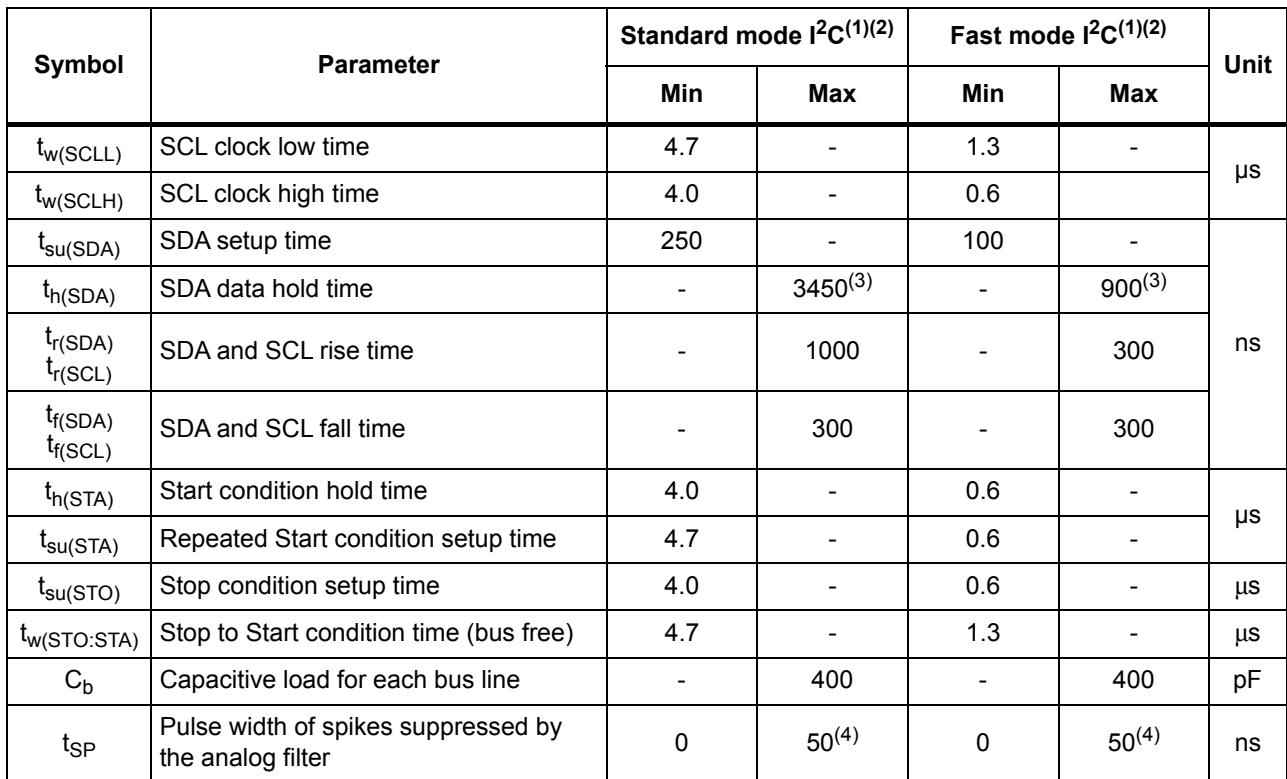 Symbol Parameter Standard mode I²C(1)(2) Fast mode I²C(1)(2) Unit
Min Max Min Max
tw(SCLL) SCL clock low time 4.7 - 1.3 - µs
tw(SCLH) SCL clock high time 4.0 - 0.6
tsu(SDA) SDA setup time 250 - 100 - ns
th(SDA) SDA data hold time - 3450(3) - 900(3)
tr(SDA)
tr(SCL) SDA and SCL rise time - 1000 - 300
tf(SDA)
tf(SCL) SDA and SCL fall time - 300 - 300
th(STA) Start condition hold time 4.0 - 0.6 - µs
tsu(STA) Repeated Start condition setup time 4.7 - 0.6 -
tsu(STO) Stop condition setup time 4.0 - 0.6 - μs
tw(STO:STA) Stop to Start condition time (bus free) 4.7 - 1.3 - μs
Cb Capacitive load for each bus line - 400 - 400 pF
tSP Pulse width of spikes suppressed by
the analog filter 0 50(4) 0 50(4) ns